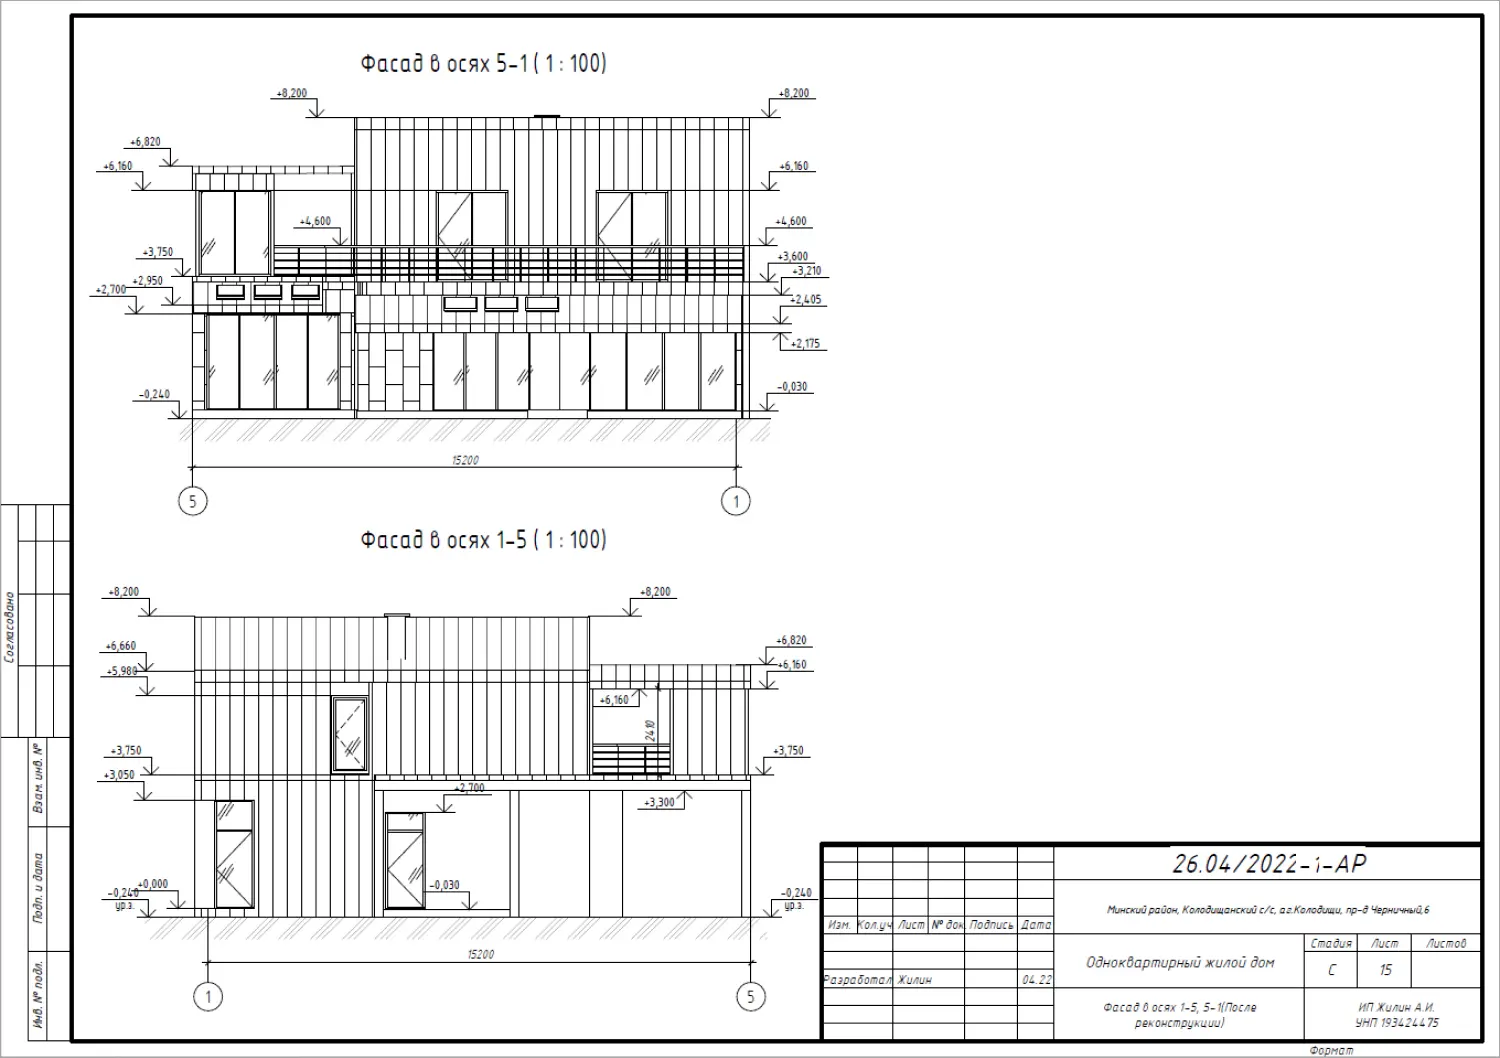 Фасад в осях 5-1 ( 1 : 100)
+8,200
+8,200
+6,820
+6,160
+6,160
+4,600
+4,600
+3,750
+3,600
+3,210
+2,950
+2,700
+2,405
+2,175
-0,240
-0,030
15200
5
1
Фасад в осях 1-5 ( 1 : 100)
+8,200
+8,200
+6,660
+6,820
+5,980
+6,160
+6,160
2410
+3,750
+3,750
+3,050
+2,700
+3,300
+0,000
-0,030
-0,240
ур.з.
-0,240
ур.з.
15200
1
5
Согласовано
Взам. инв. №
Подп. и дата
Инв. № подл.
26.04/2022-1-АР
Минский район, Колодищанский с/с, аг.Колодищи, пр-д Черничный,6
Изм. Кол.уч Лист № док. Подпись Дата
Одноквартирный жилой дом
Стадия Лист Листов
С 15
Разработал Жилин 04.22
Фасад в осях 1-5, 5-1(После
реконструкции)
ИП Жилин А.И.
УНП 193424475
Формат